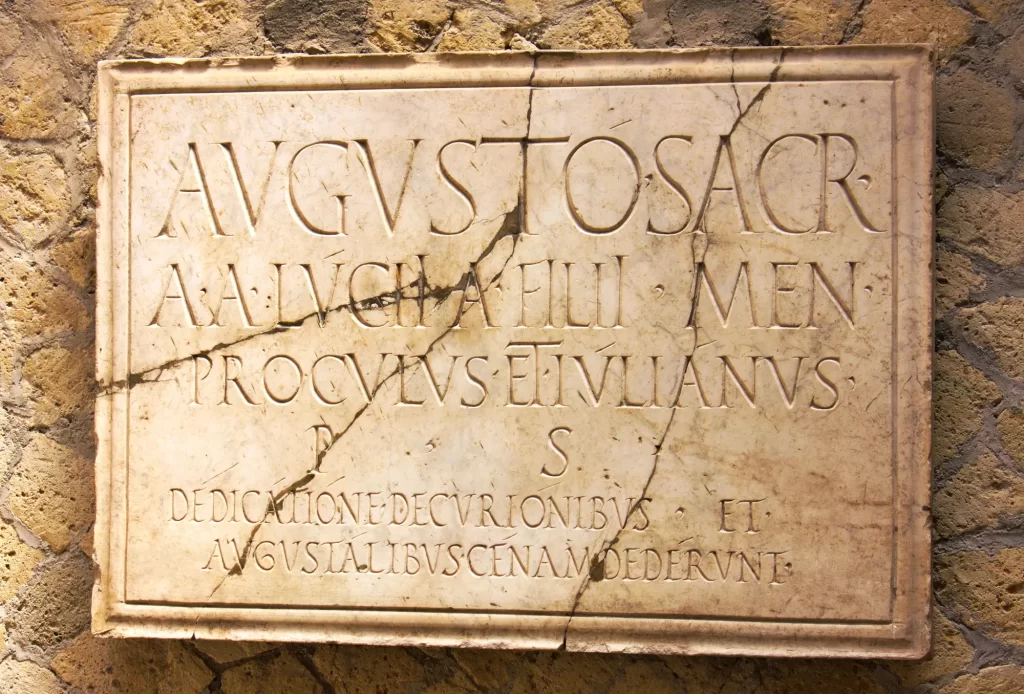 AVGVSTO·SACR·
A·A·LVCII·A·FILII·MEN·
PROCVLVS·ET·IVLIANVS·
P · S
DEDICATIONE·DECVRIONIBVS · ET·
AVGVSTALIBVS·CENAM·DEDERVNT·